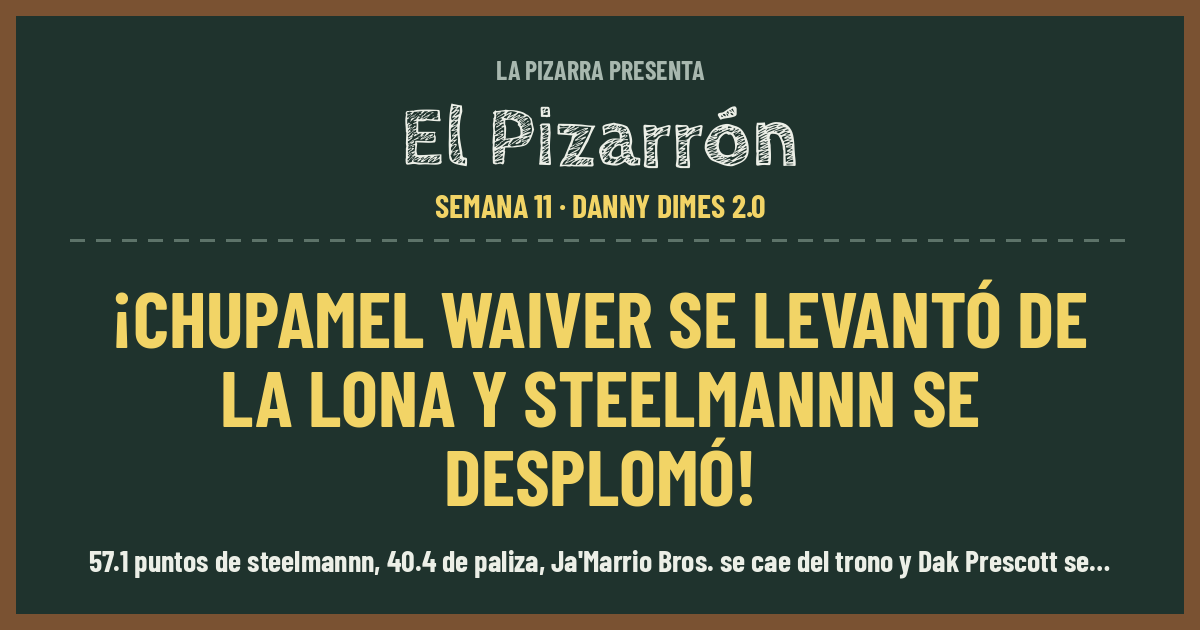 LA PIZARRA PRESENTA
El Pizarrón
SEMANA 11 · DANNY DIMES 2.0
¡CHUPAMEL WAIVER SE LEVANTÓ DE
LA LONA Y STEELMANNN SE
DESPLOMÓ!
57.1 puntos de steelmannn, 40.4 de paliza, Ja'Marrio Bros. se cae del trono y Dak Prescott se...